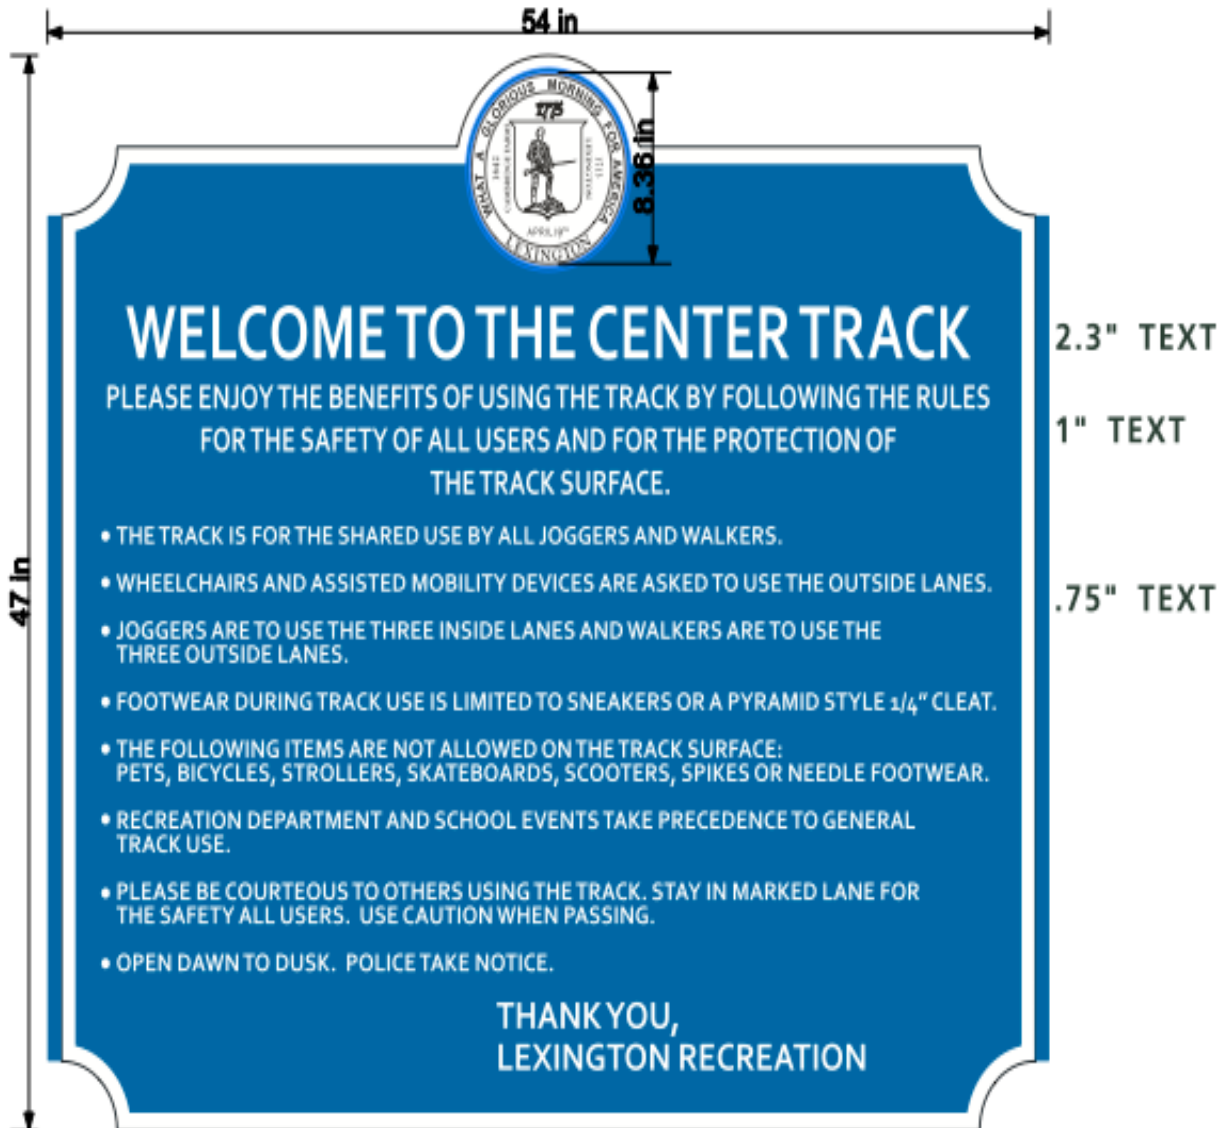 54 in
WHAT A GLORIOUS MORNING FOR AMERICA
1775
1642
CAMBRIDGE FARMS
LEXINGTON
1713
APRIL 19TH
LEXINGTON
8.36 in
47 in
WELCOME TO THE CENTER TRACK
2.3" TEXT
PLEASE ENJOY THE BENEFITS OF USING THE TRACK BY FOLLOWING THE RULES
FOR THE SAFETY OF ALL USERS AND FOR THE PROTECTION OF
THE TRACK SURFACE.
1" TEXT
• THE TRACK IS FOR THE SHARED USE BY ALL JOGGERS AND WALKERS.
• WHEELCHAIRS AND ASSISTED MOBILITY DEVICES ARE ASKED TO USE THE OUTSIDE LANES.
.75" TEXT
• JOGGERS ARE TO USE THE THREE INSIDE LANES AND WALKERS ARE TO USE THE
THREE OUTSIDE LANES.
• FOOTWEAR DURING TRACK USE IS LIMITED TO SNEAKERS OR A PYRAMID STYLE 1/4" CLEAT.
• THE FOLLOWING ITEMS ARE NOT ALLOWED ON THE TRACK SURFACE:
PETS, BICYCLES, STROLLERS, SKATEBOARDS, SCOOTERS, SPIKES OR NEEDLE FOOTWEAR.
• RECREATION DEPARTMENT AND SCHOOL EVENTS TAKE PRECEDENCE TO GENERAL
TRACK USE.
• PLEASE BE COURTEOUS TO OTHERS USING THE TRACK. STAY IN MARKED LANE FOR
THE SAFETY ALL USERS. USE CAUTION WHEN PASSING.
• OPEN DAWN TO DUSK. POLICE TAKE NOTICE.
THANK YOU,
LEXINGTON RECREATION